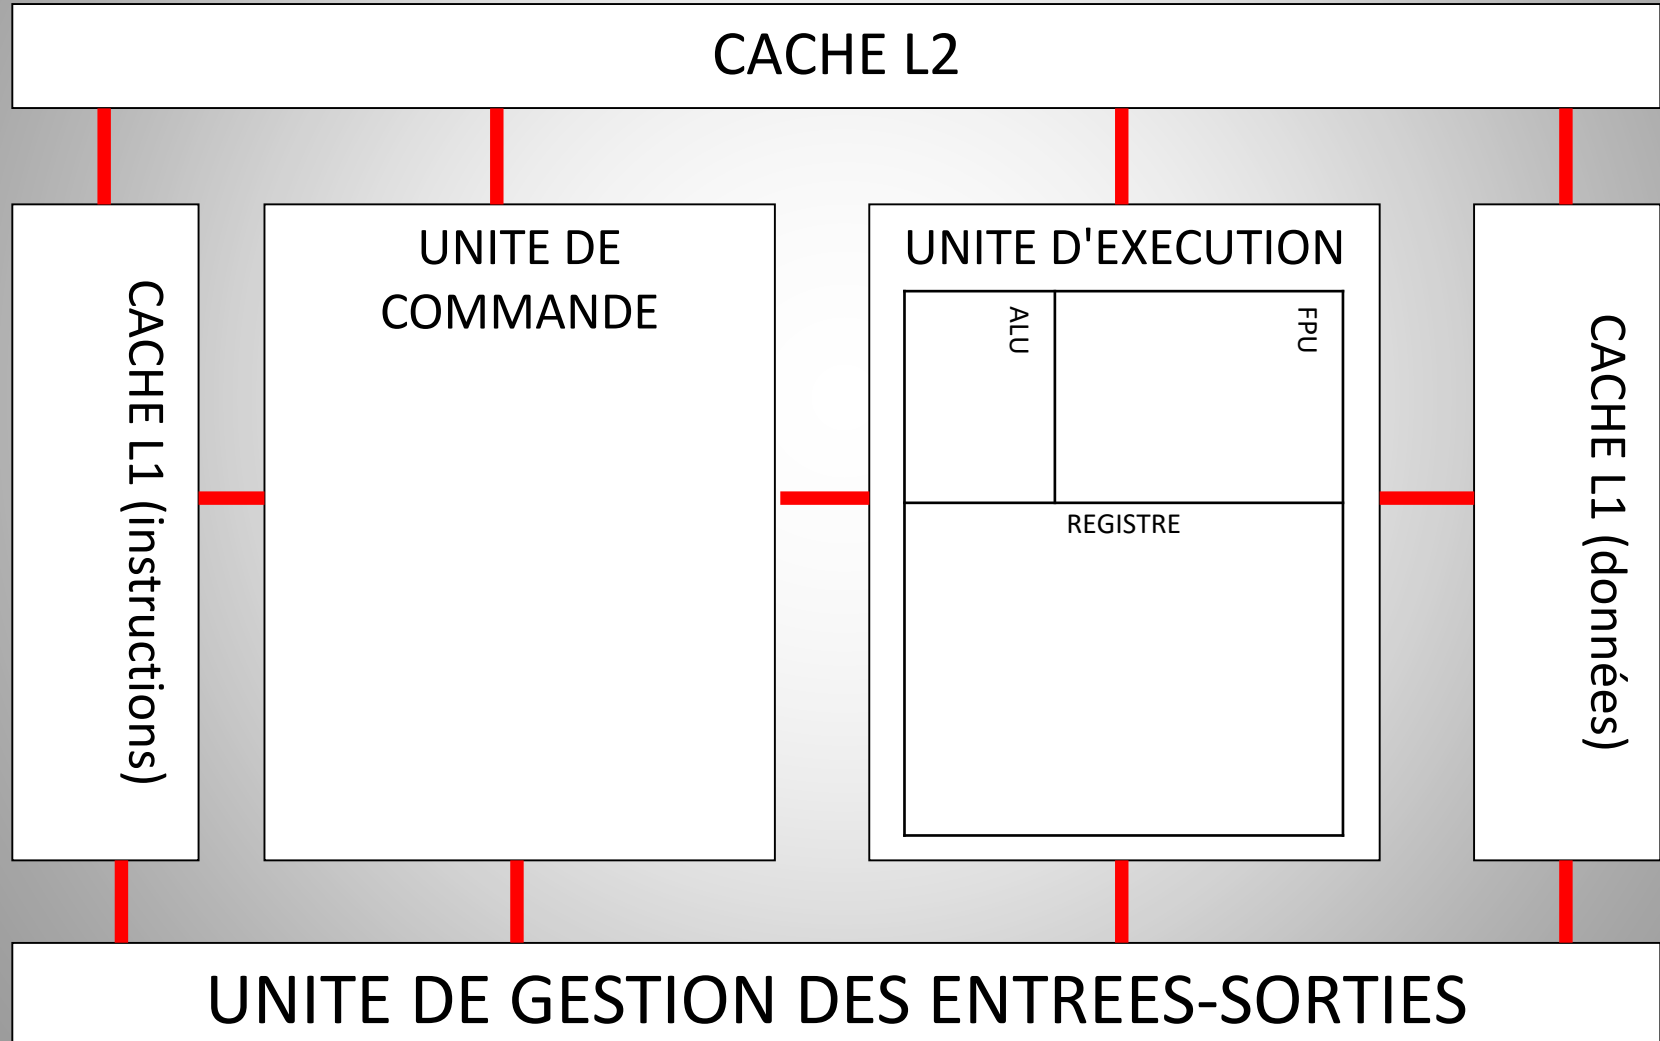 CACHE L2
CACHE L1 (instructions)
UNITE DE
COMMANDE
UNITE D'EXECUTION
ALU
FPU
REGISTRE
CACHE L1 (données)
UNITE DE GESTION DES ENTREES-SORTIES